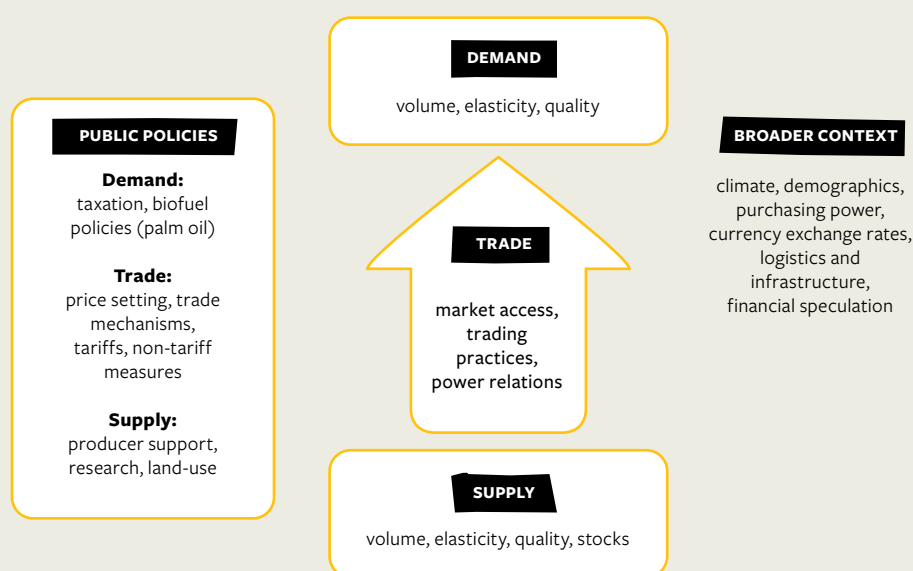 PUBLIC POLICIES
Demand:
taxation, biofuel
policies (palm oil)
Trade:
price setting, trade
mechanisms,
tariffs, non-tariff
measures
Supply:
producer support,
research, land-use
DEMAND
volume, elasticity, quality
TRADE
market access,
trading
practices,
power relations
SUPPLY
volume, elasticity, quality, stocks
BROADER CONTEXT
climate, demographics,
purchasing power,
currency exchange rates,
logistics and
infrastructure,
financial speculation